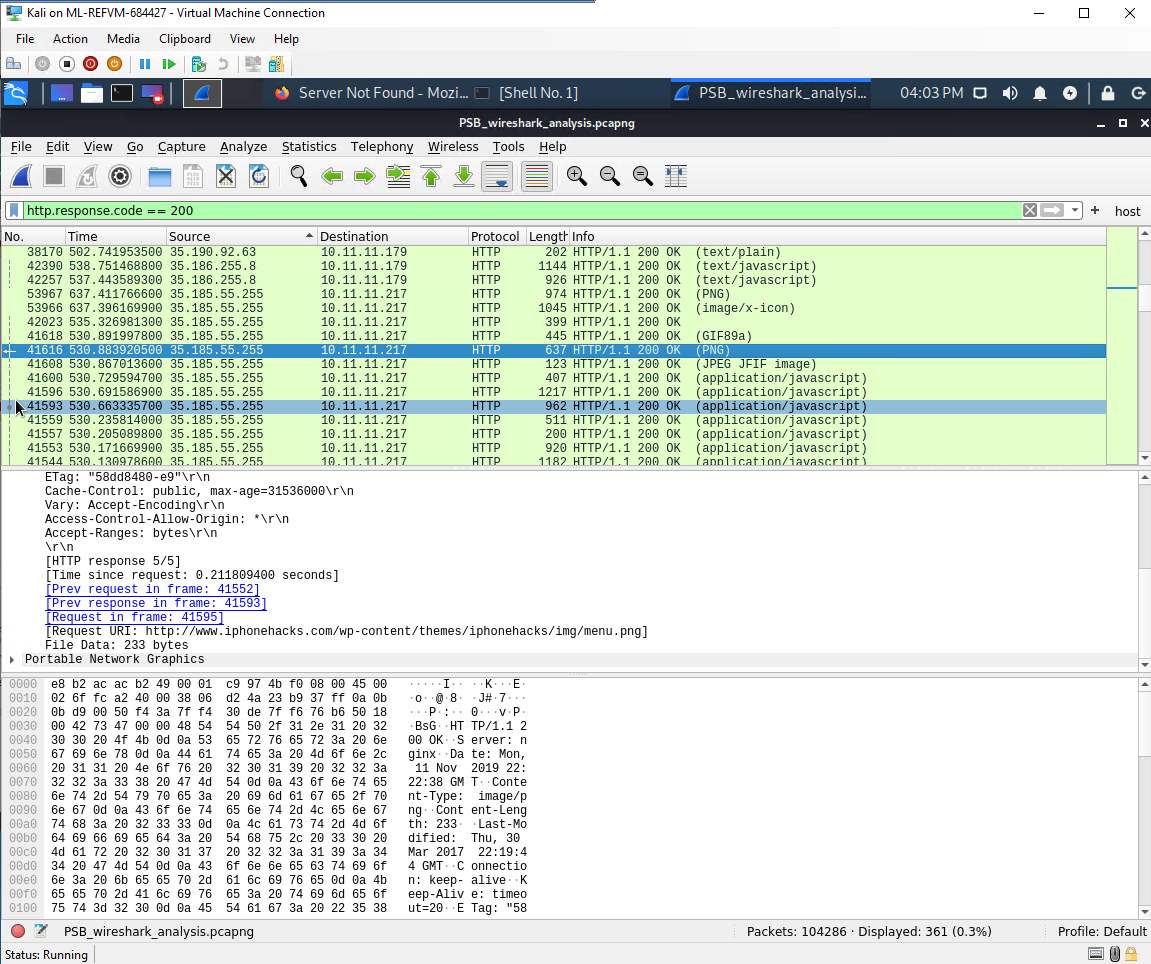 Kali on ML-REFVM-684427 - Virtual Machine Connection
File Action Media Clipboard View Help
Server Not Found - Mozi... [Shell No. 1] PSB_wireshark_analysi... 04:03 PM
PSB_wireshark_analysis.pcapng
File Edit View Go Capture Analyze Statistics Telephony Wireless Tools Help
http.response.code == 200 + host
No. Time Source Destination Protocol Length Info
38170 502.741953500 35.190.92.63 10.11.11.179 HTTP 202 HTTP/1.1 200 OK (text/plain)
42390 538.751468800 35.186.255.8 10.11.11.179 HTTP 1144 HTTP/1.1 200 OK (text/javascript)
42257 537.443589300 35.186.255.8 10.11.11.179 HTTP 926 HTTP/1.1 200 OK (text/javascript)
53967 637.411766600 35.185.55.255 10.11.11.217 HTTP 974 HTTP/1.1 200 OK (PNG)
53966 637.396169900 35.185.55.255 10.11.11.217 HTTP 1045 HTTP/1.1 200 OK (image/x-icon)
42023 535.326981300 35.185.55.255 10.11.11.217 HTTP 399 HTTP/1.1 200 OK
41618 530.891997800 35.185.55.255 10.11.11.217 HTTP 445 HTTP/1.1 200 OK (GIF89a)
41616 530.883920500 35.185.55.255 10.11.11.217 HTTP 637 HTTP/1.1 200 OK (PNG)
41608 530.867013600 35.185.55.255 10.11.11.217 HTTP 123 HTTP/1.1 200 OK (JPEG JFIF image)
41600 530.729594700 35.185.55.255 10.11.11.217 HTTP 407 HTTP/1.1 200 OK (application/javascript)
41596 530.691586900 35.185.55.255 10.11.11.217 HTTP 1217 HTTP/1.1 200 OK (application/javascript)
41593 530.663335700 35.185.55.255 10.11.11.217 HTTP 962 HTTP/1.1 200 OK (application/javascript)
41559 530.235814000 35.185.55.255 10.11.11.217 HTTP 511 HTTP/1.1 200 OK (application/javascript)
41557 530.205089800 35.185.55.255 10.11.11.217 HTTP 200 HTTP/1.1 200 OK (application/javascript)
41553 530.171669900 35.185.55.255 10.11.11.217 HTTP 920 HTTP/1.1 200 OK (application/javascript)
41544 530.130978600 35.185.55.255 10.11.11.217 HTTP 1182 HTTP/1.1 200 OK (application/javascript)
ETag: "58dd8480-e9"\r\n
Cache-Control: public, max-age=31536000\r\n
Vary: Accept-Encoding\r\n
Access-Control-Allow-Origin: *\r\n
Accept-Ranges: bytes\r\n
\r\n
[HTTP response 5/5]
[Time since request: 0.211809400 seconds]
[Prev request in frame: 41552]
[Prev response in frame: 41593]
[Request in frame: 41595]
[Request URI: http://www.iphonehacks.com/wp-content/themes/iphonehacks/img/menu.png]
File Data: 233 bytes
Portable Network Graphics
0000 e8 b2 ac ac b2 49 00 01 c9 97 4b f0 08 00 45 00 ·····I·· ··K···E·
0010 02 6f fc a2 40 00 38 06 d2 4a 23 b9 37 ff 0a 0b ·o··@·8· ·J#·7···
0020 0b d9 00 50 f4 3a 7f f4 30 de 7f f6 76 b6 50 18 ···P·:·· 0···v·P·
0030 00 42 73 47 00 00 48 54 54 50 2f 31 2e 31 20 32 ·BsG··HT TP/1.1 2
0040 30 30 20 4f 4b 0d 0a 53 65 72 76 65 72 3a 20 6e 00 OK··S erver: n
0050 67 69 6e 78 0d 0a 44 61 74 65 3a 20 4d 6f 6e 2c ginx··Da te: Mon,
0060 20 31 31 20 4e 6f 76 20 32 30 31 39 20 32 32 3a 11 Nov 2019 22:
0070 32 32 3a 33 38 20 47 4d 54 0d 0a 43 6f 6e 74 65 22:38 GM T··Conte
0080 6e 74 2d 54 79 70 65 3a 20 69 6d 61 67 65 2f 70 nt-Type: image/p
0090 6e 67 0d 0a 43 6f 6e 74 65 6e 74 2d 4c 65 6e 67 ng··Cont ent-Leng
00a0 74 68 3a 20 32 33 33 0d 0a 4c 61 73 74 2d 4d 6f th: 233· ·Last-Mo
00b0 64 69 66 69 65 64 3a 20 54 68 75 2c 20 33 30 20 dified: Thu, 30
00c0 4d 61 72 20 32 30 31 37 20 32 32 3a 31 39 3a 34 Mar 2017 22:19:4
00d0 34 20 47 4d 54 0d 0a 43 6f 6e 6e 65 63 74 69 6f 4 GMT··C onnectio
00e0 6e 3a 20 6b 65 65 70 2d 61 6c 69 76 65 0d 0a 4b n: keep- alive··K
00f0 65 65 70 2d 41 6c 69 76 65 3a 20 74 69 6d 65 6f eep-Aliv e: timeo
0100 75 74 3d 32 30 0d 0a 45 54 61 67 3a 20 22 35 38 ut=20··E Tag: "58
PSB_wireshark_analysis.pcapng Packets: 104286 · Displayed: 361 (0.3%) Profile: Default
Status: Running